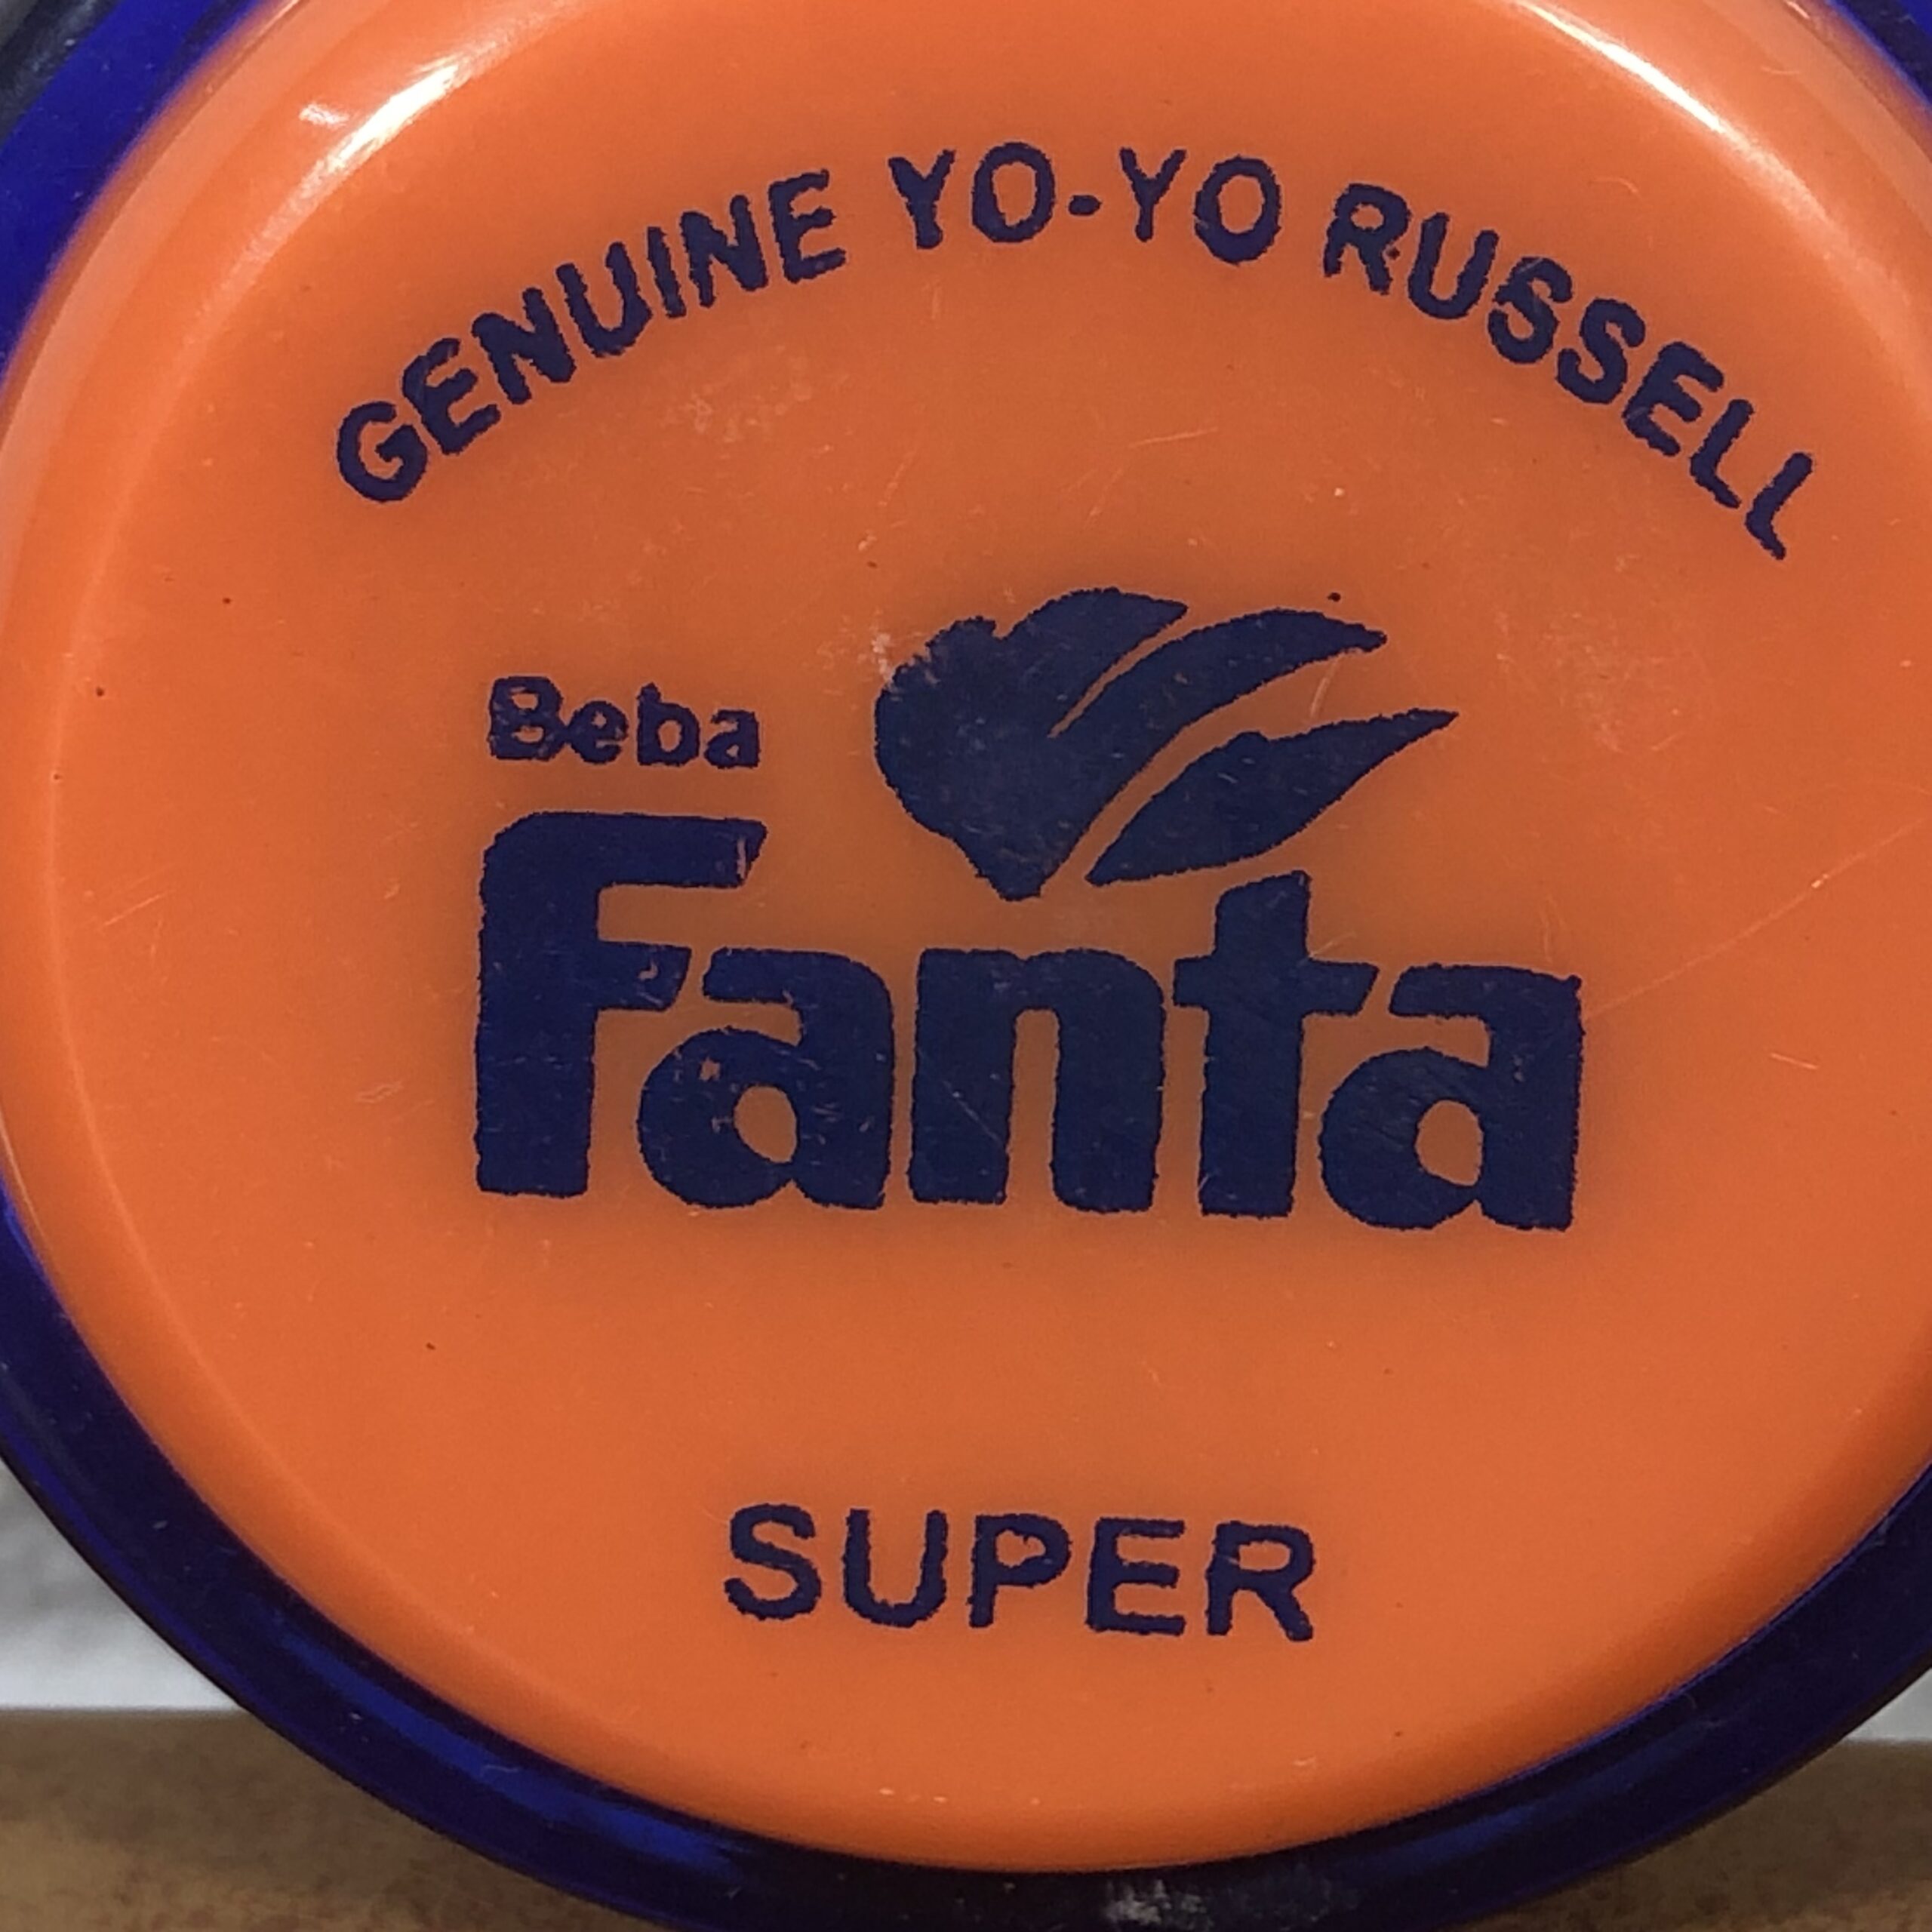 GENUINE YO-YO RUSSELL
Beba
Fanta
SUPER